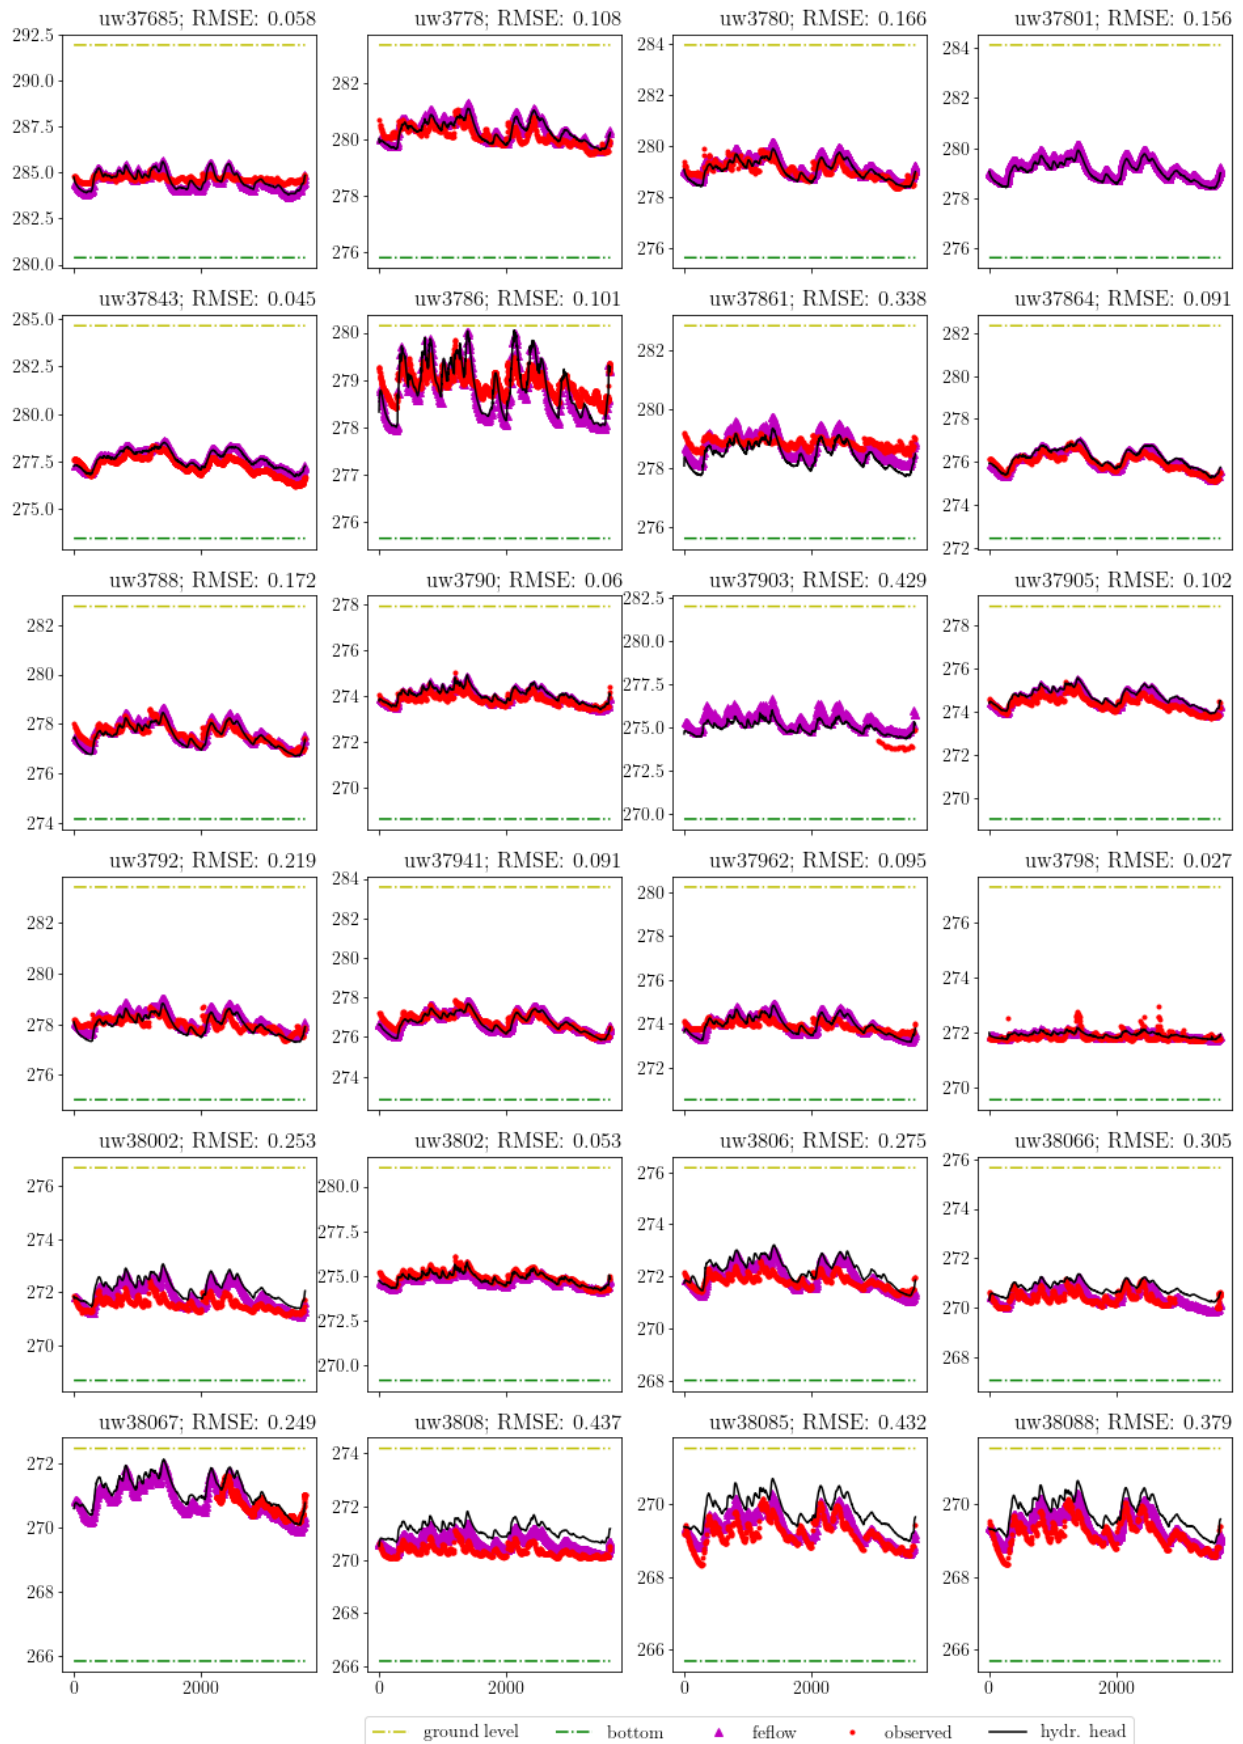 uw37685; RMSE: 0.058 uw3778; RMSE: 0.108 uw3780; RMSE: 0.166 uw37801; RMSE: 0.156
292.5 290.0 287.5 285.0 282.5 280.0
282 280 278 276
284 282 280 278 276
284 282 280 278 276
uw37843; RMSE: 0.045 uw3786; RMSE: 0.101 uw37861; RMSE: 0.338 uw37864; RMSE: 0.091
285.0 282.5 280.0 277.5 275.0
280 279 278 277 276
282 280 278 276
282 280 278 276 274 272
uw3788; RMSE: 0.172 uw3790; RMSE: 0.06 uw37903; RMSE: 0.429 uw37905; RMSE: 0.102
282 280 278 276 274
278 276 274 272 270
282.5 280.0 277.5 275.0 272.5 270.0
278 276 274 272 270
uw3792; RMSE: 0.219 uw37941; RMSE: 0.091 uw37962; RMSE: 0.095 uw3798; RMSE: 0.027
282 280 278 276
284 282 280 278 276 274
280 278 276 274 272
276 274 272 270
uw38002; RMSE: 0.253 uw3802; RMSE: 0.053 uw3806; RMSE: 0.275 uw38066; RMSE: 0.305
276 274 272 270
280.0 277.5 275.0 272.5 270.0
276 274 272 270 268
276 274 272 270 268
uw38067; RMSE: 0.249 uw3808; RMSE: 0.437 uw38085; RMSE: 0.432 uw38088; RMSE: 0.379
272 270 268 266
274 272 270 268 266
270 268 266
270 268 266
0 2000 0 2000 0 2000 0 2000
ground level bottom feflow observed hydr. head